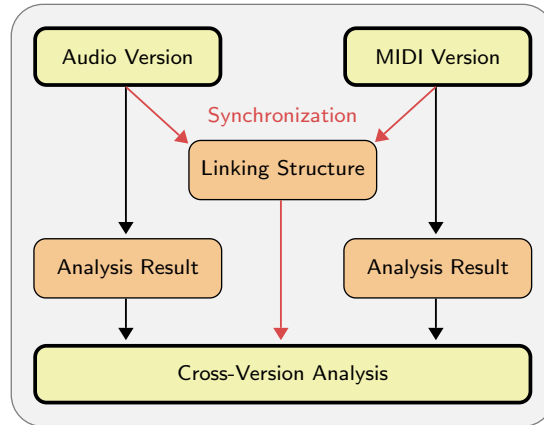 Audio Version
MIDI Version
Synchronization
Linking Structure
Analysis Result
Analysis Result
Cross-Version Analysis